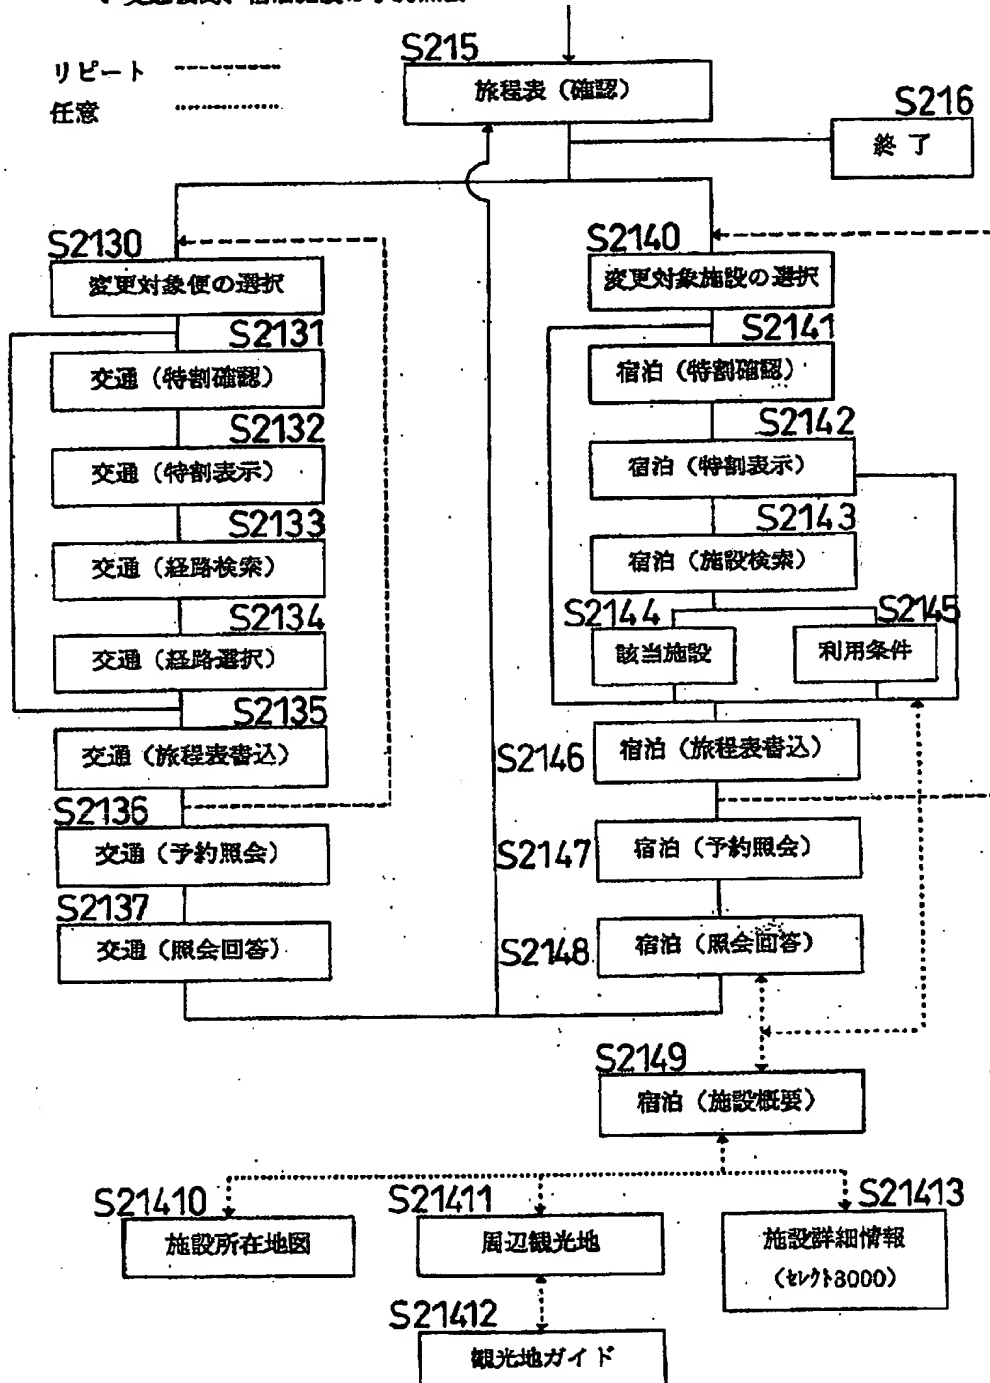 リピート
任意
S215
旅程表（確認）
S216
終了
S2130
変更対象便の選択
S2131
交通（特割確認）
S2132
交通（特割表示）
S2133
交通（経路検索）
S2134
交通（経路選択）
S2135
交通（旅程表書込）
S2136
交通（予約照会）
S2137
交通（照会回答）
S2140
変更対象施設の選択
S2141
宿泊（特割確認）
S2142
宿泊（特割表示）
S2143
宿泊（施設検索）
S2144
該当施設
S2145
利用条件
S2146
宿泊（旅程表書込）
S2147
宿泊（予約照会）
S2148
宿泊（照会回答）
S2149
宿泊（施設概要）
S21410
施設所在地図
S21411
周辺観光地
S21413
施設詳細情報
（ｾﾚｸﾄ3000）
S21412
観光地ガイド